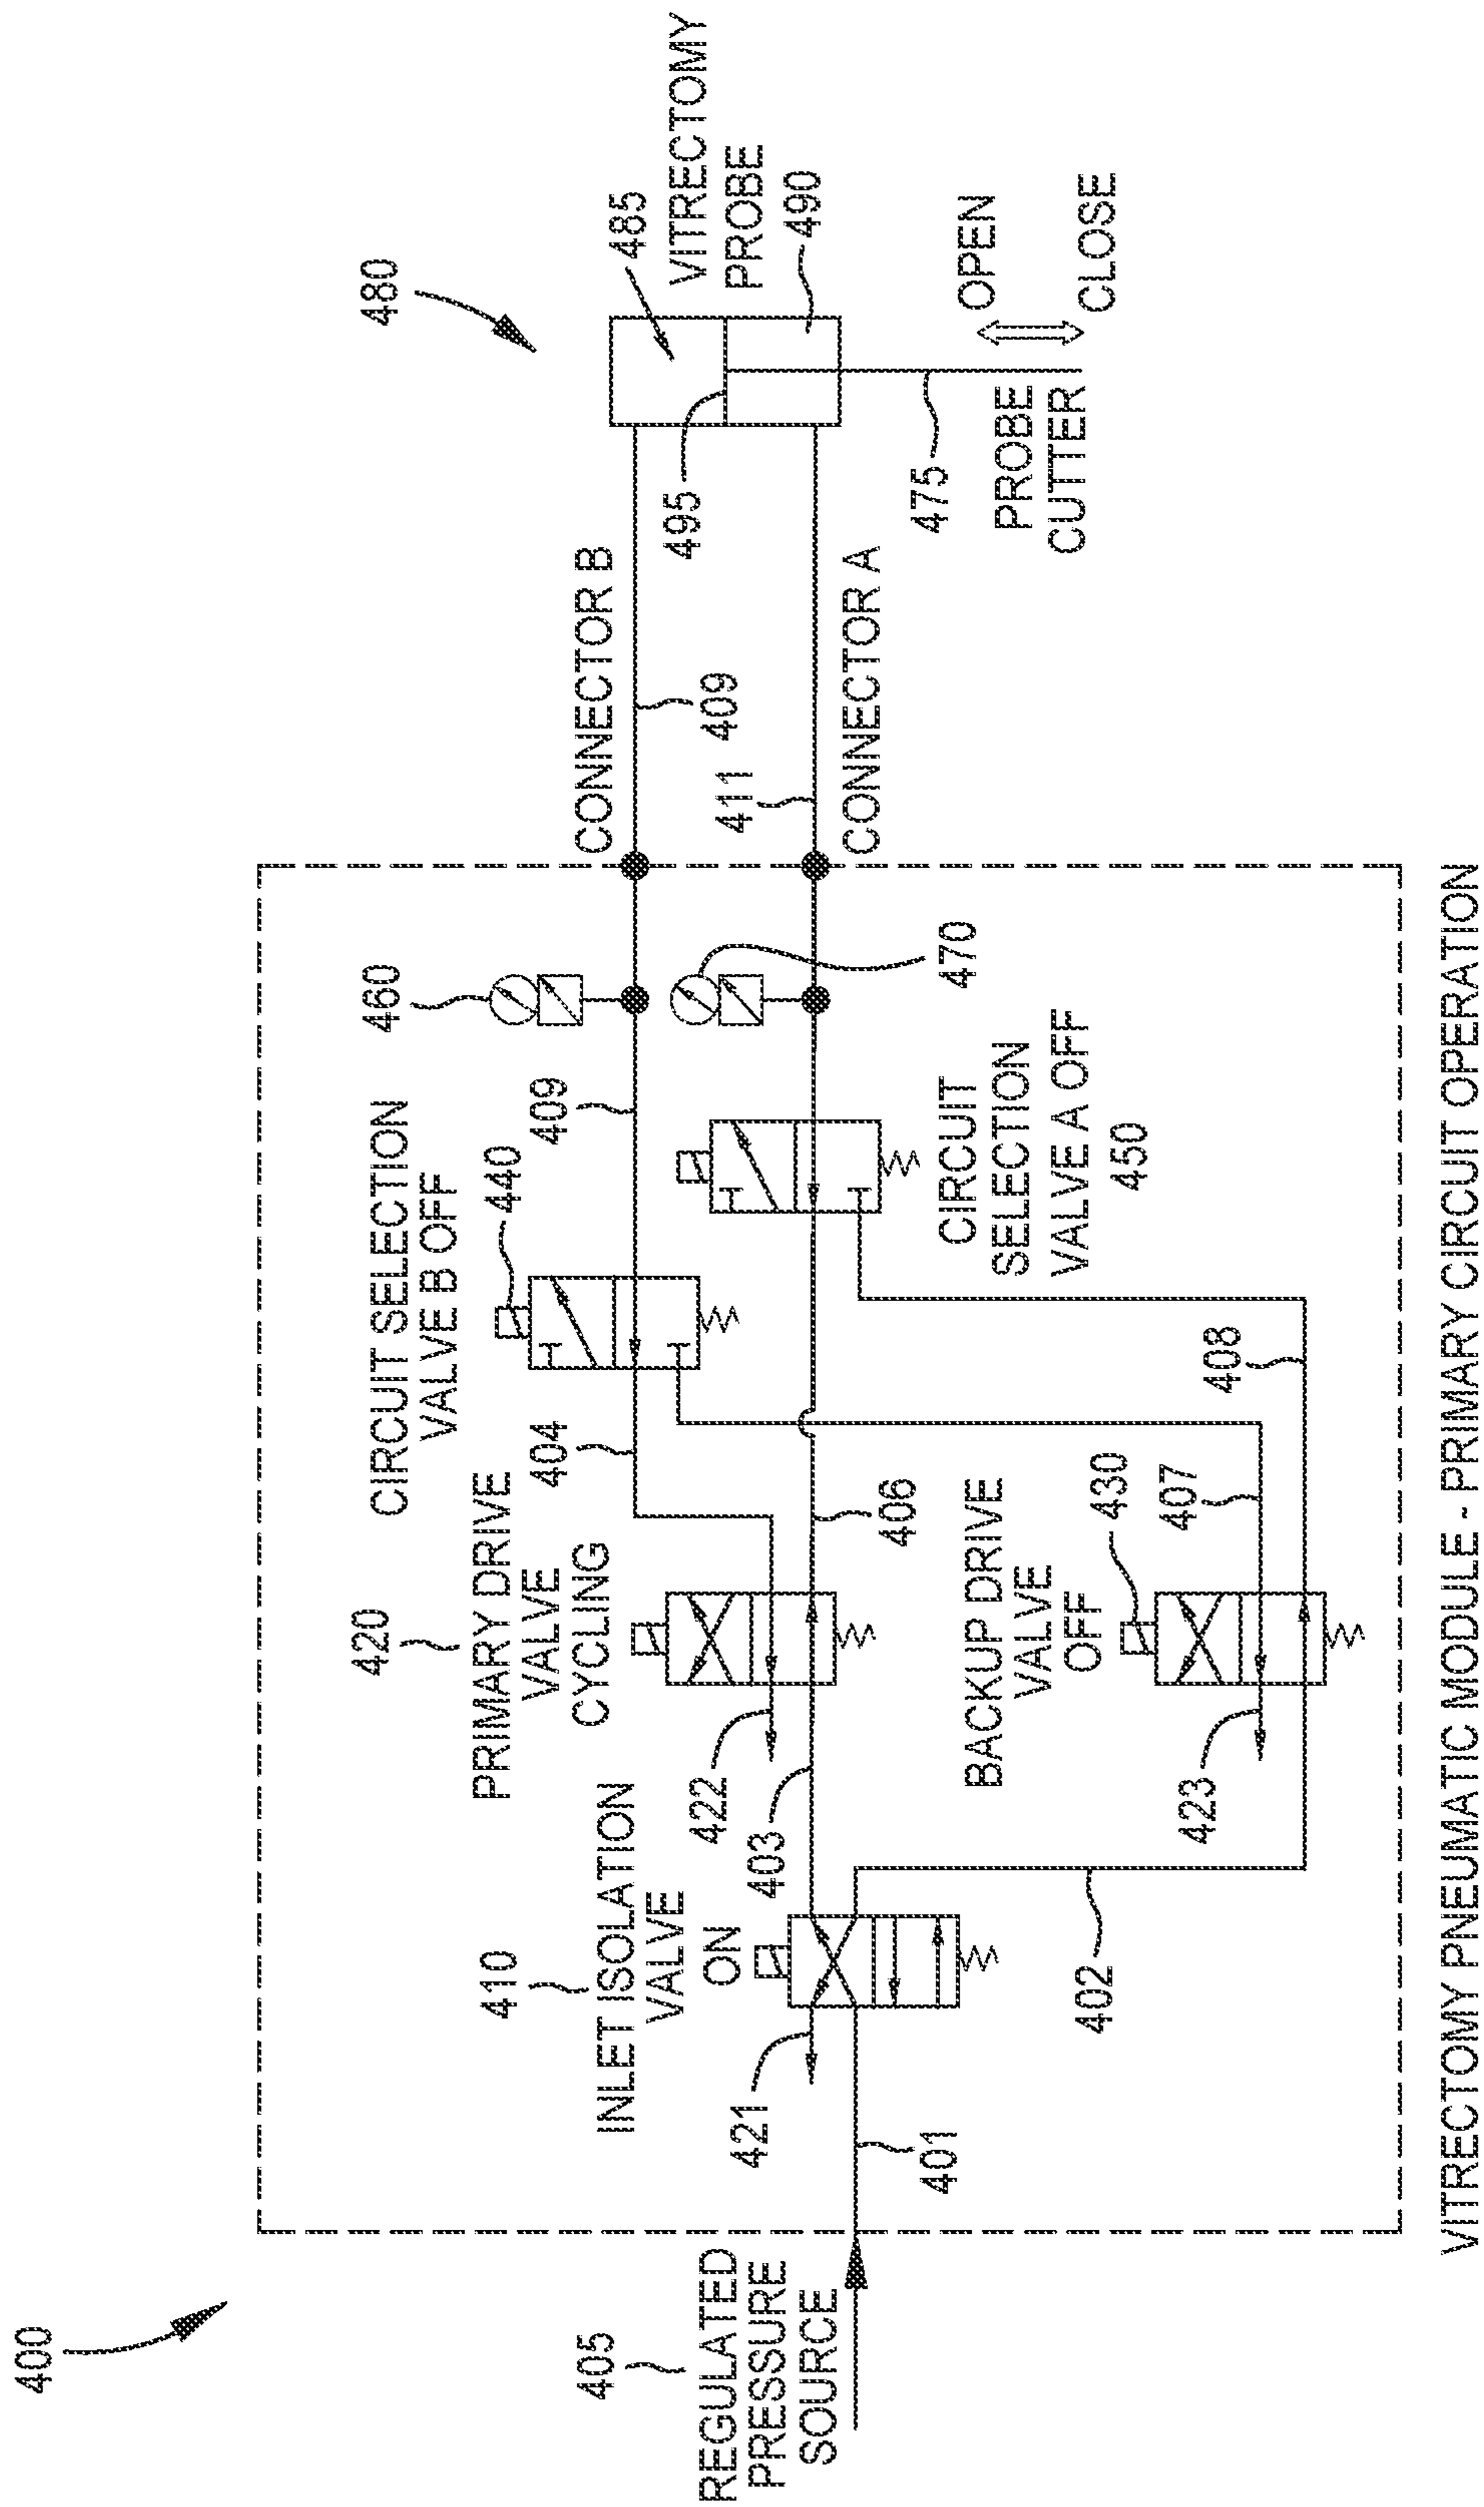 400
480
CIRCUIT SELECTION
VALVE B OFF
460
440
409
420
PRIMARY DRIVE
VALVE
CYCLING
404
CONNECTOR B
485
VITRECTOMY
PROBE
490
495
409
411
CONNECTOR A
410
INLET ISOLATION
VALVE
ON
422
403
406
470
CIRCUIT
SELECTION
VALVE A OFF
450
475
PROBE
CUTTER
OPEN
CLOSE
405
REGULATED
PRESSURE
SOURCE
421
401
402
BACKUP DRIVE
VALVE
OFF
430
407
408
423
VITRECTOMY PNEUMATIC MODULE - PRIMARY CIRCUIT OPERATION